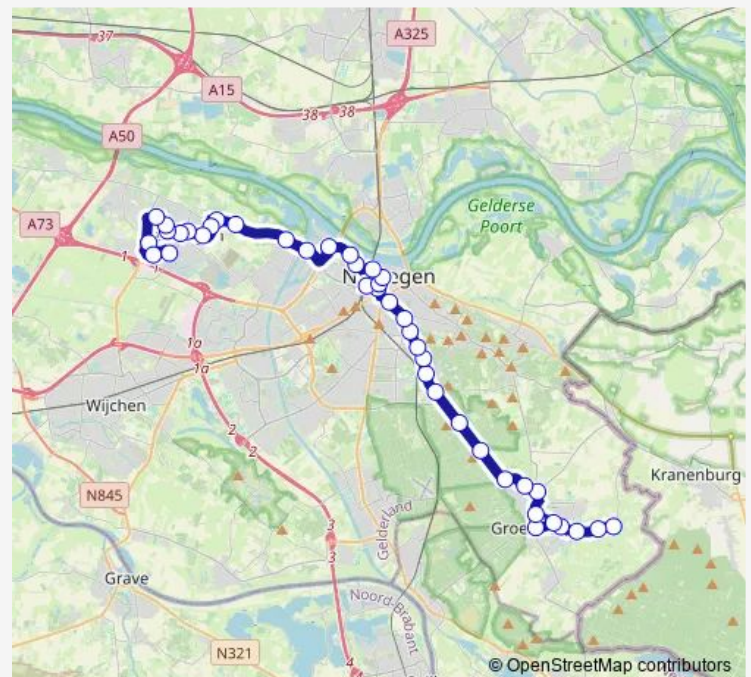 37
A325
A15
38
38
A50
Gelderse
Poort
A73
1
N
egen
1a
1a
Wijchen
2
2
Kranenburg
N845
Gelderland
Groe
3
3
Grave
Noord-Brabant
N321
4
© OpenStreetMap contributors